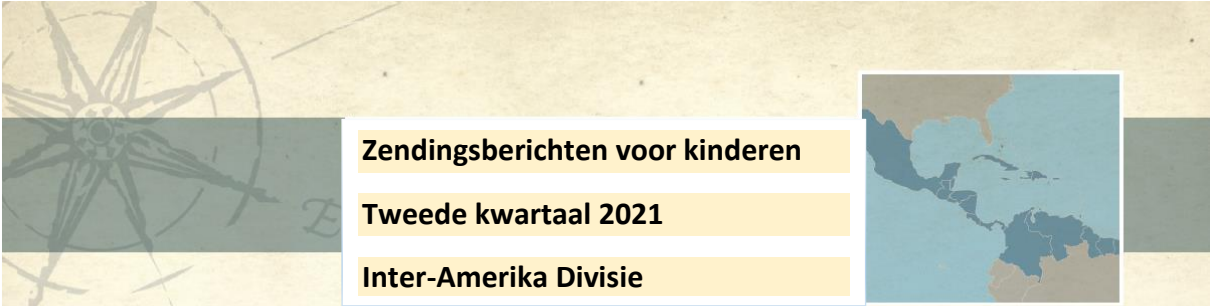 Zendingsberichten voor kinderen
Tweede kwartaal 2021
Inter-Amerika Divisie